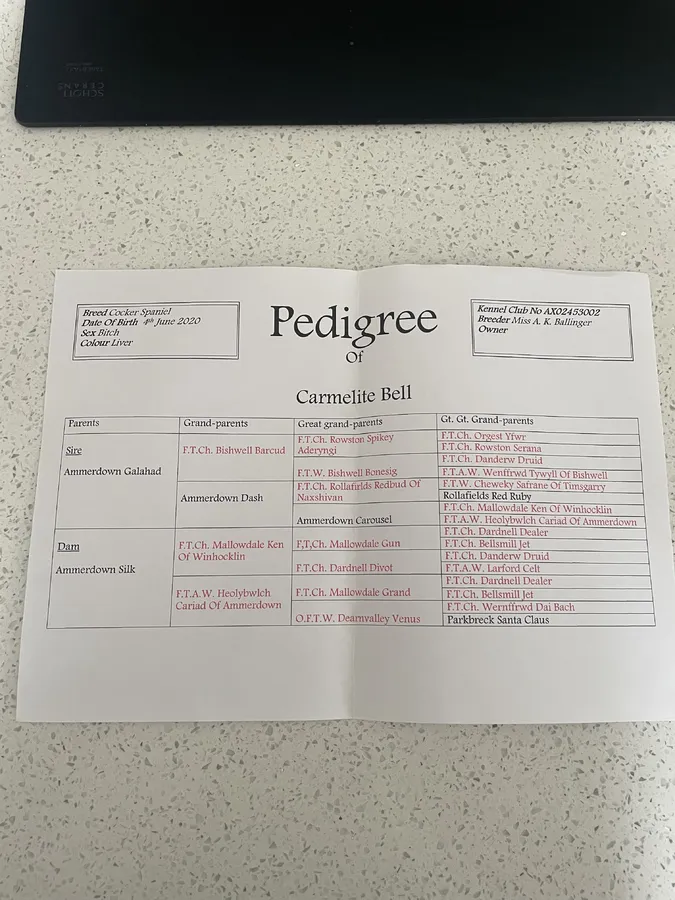 SCHOTT
CERAN®
Breed Cocker Spaniel
Date Of Birth 4th June 2020
Sex Bitch
Colour Liver
Pedigree
Of
Carmelite Bell
Kennel Club No AX02453002
Breeder Miss A. K. Ballinger
Owner
Parents
Grand-parents
Great grand-parents
Gt. Gt. Grand-parents
Sire
Ammerdown Galahad
F.T.Ch. Bishwell Barcud
Ammerdown Dash
F.T.Ch. Rowston Spikey
Aderyngi
F.T.W. Bishwell Bonesig
F.T.Ch. Rollafields Redbud Of
Naxshivan
Ammerdown Carousel
F.T.Ch. Orgest Yfwr
F.T.Ch. Rowston Serana
F.T.Ch. Danderw Druid
F.T.A.W. Wenffrwd Tywyll Of Bishwell
F.T.W. Cheweky Safrane Of Timsgarry
Rollafields Red Ruby
F.T.Ch. Mallowdale Ken Of Winhocklin
F.T.A.W. Heolybwlch Cariad Of Ammerdown
Dam
Ammerdown Silk
F.T.Ch. Mallowdale Ken
Of Winhocklin
F.T.A.W. Heolybwlch
Cariad Of Ammerdown
F,T,Ch. Mallowdale Gun
F.T.Ch. Dardnell Divot
F.T.Ch. Mallowdale Grand
O.F.T.W. Dearnvalley Venus
F.T.Ch. Dardnell Dealer
F.T.Ch. Bellsmill Jet
F.T.Ch. Danderw Druid
F.T.A.W. Larford Celt
F.T.Ch. Dardnell Dealer
F.T.Ch. Bellsmill Jet
F.T.Ch. Wernffrwd Dai Bach
Parkbreck Santa Claus